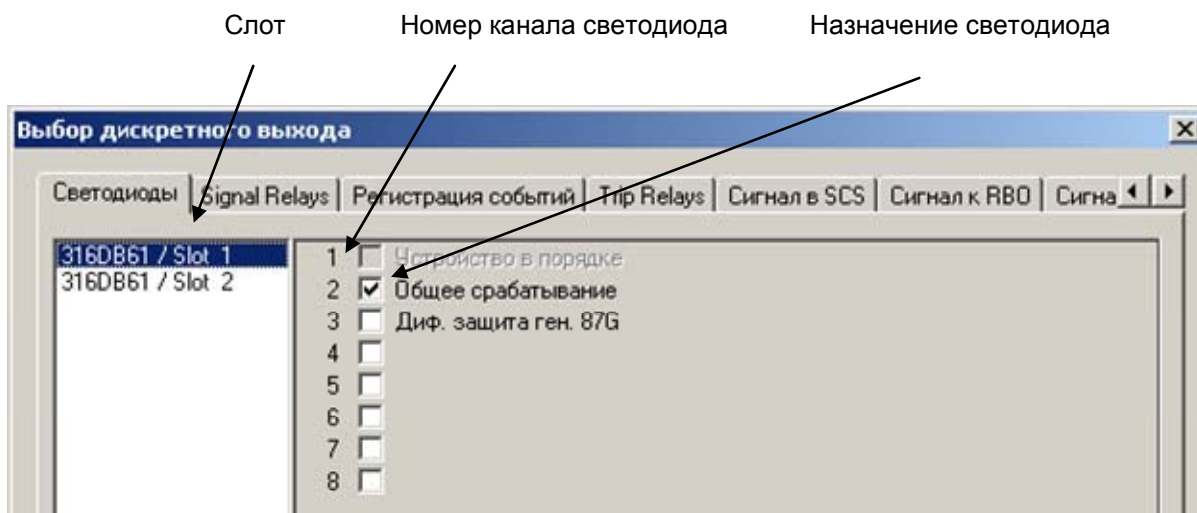 Слот Номер канала светодиода Назначение светодиода
Выбор дискретного выхода
Светодиоды Signal Relays Регистрация событий Trip Relays Сигнал в SCS Сигнал к RBO Сигна
316DB61 / Slot 1
316DB61 / Slot 2
1 Устройство в порядке
2 Общее срабатывание
3 Диф. защита ген. 87G
4
5
6
7
8